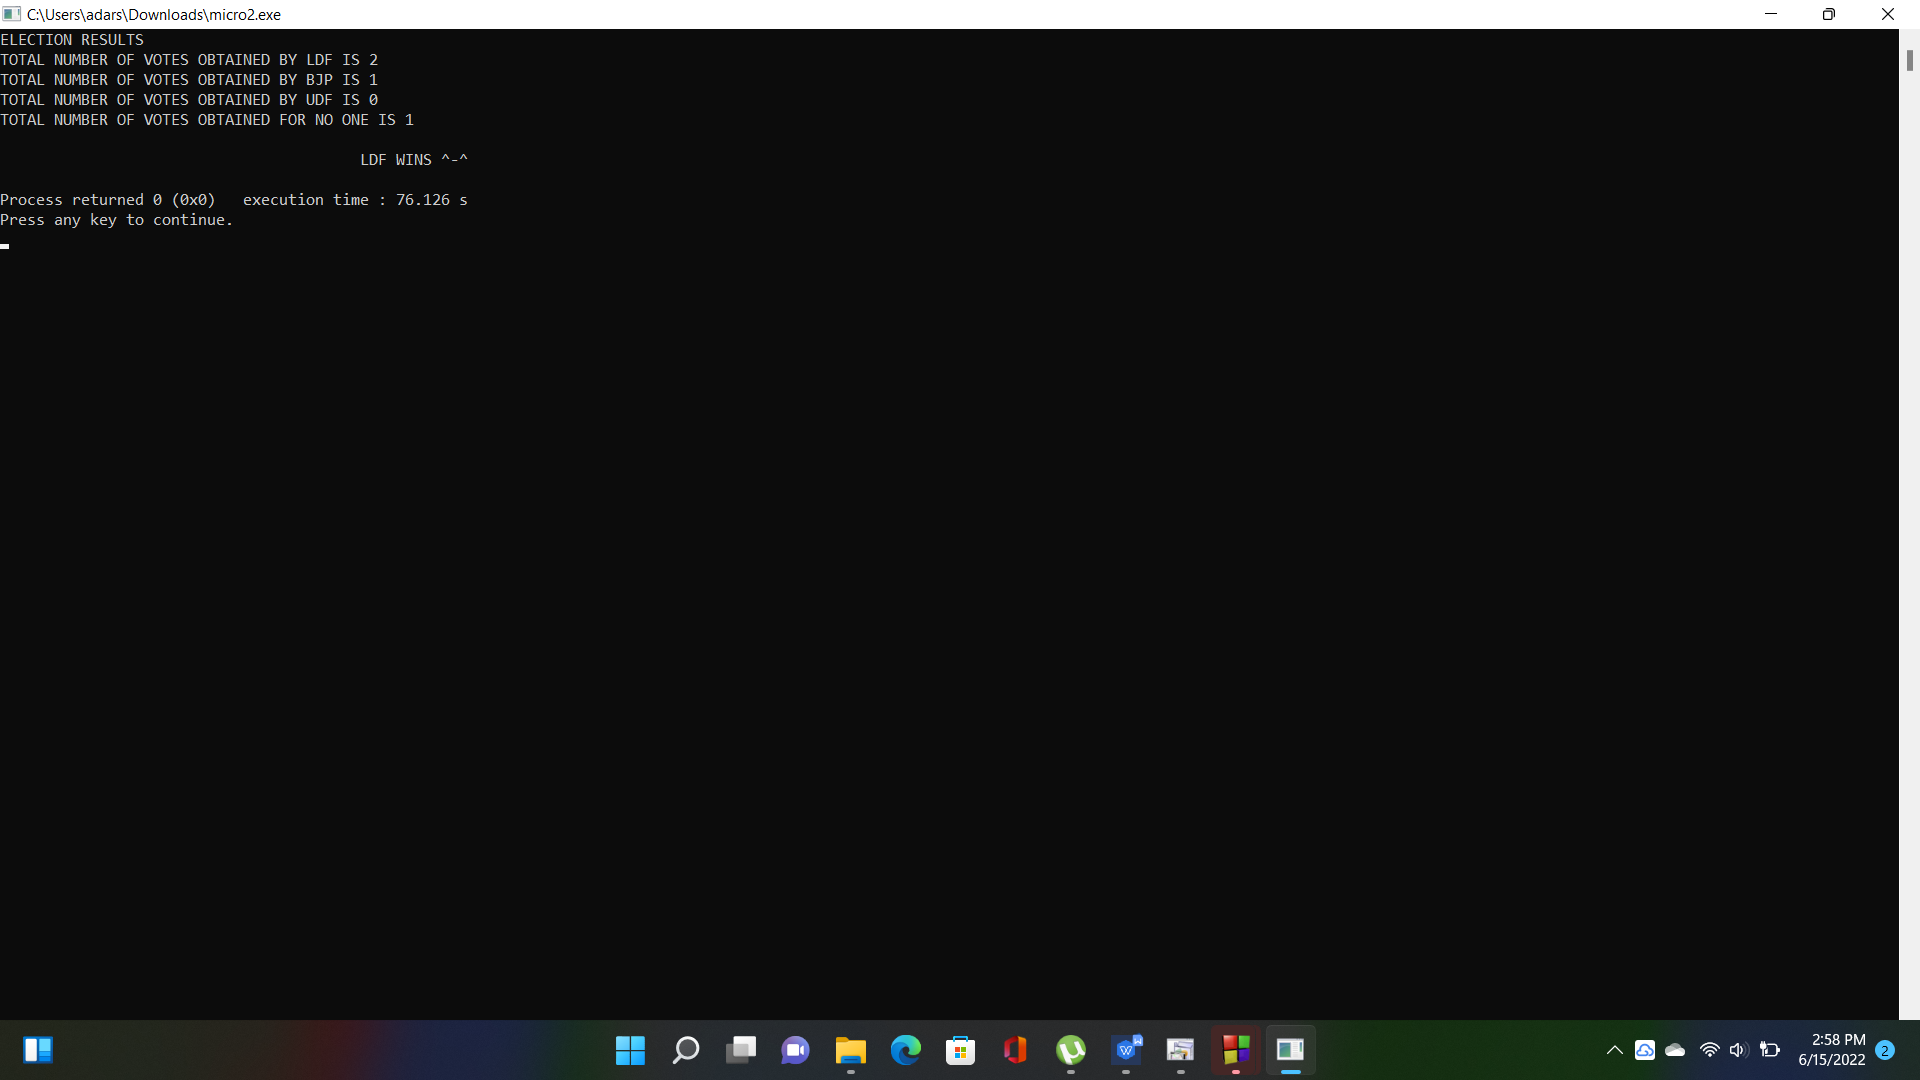 C:\Users\adars\Downloads\micro2.exe
ELECTION RESULTS
TOTAL NUMBER OF VOTES OBTAINED BY LDF IS 2
TOTAL NUMBER OF VOTES OBTAINED BY BJP IS 1
TOTAL NUMBER OF VOTES OBTAINED BY UDF IS 0
TOTAL NUMBER OF VOTES OBTAINED FOR NO ONE IS 1
LDF WINS ^-^
Process returned 0 (0x0)   execution time : 76.126 s
Press any key to continue.
2:58 PM
6/15/2022
2